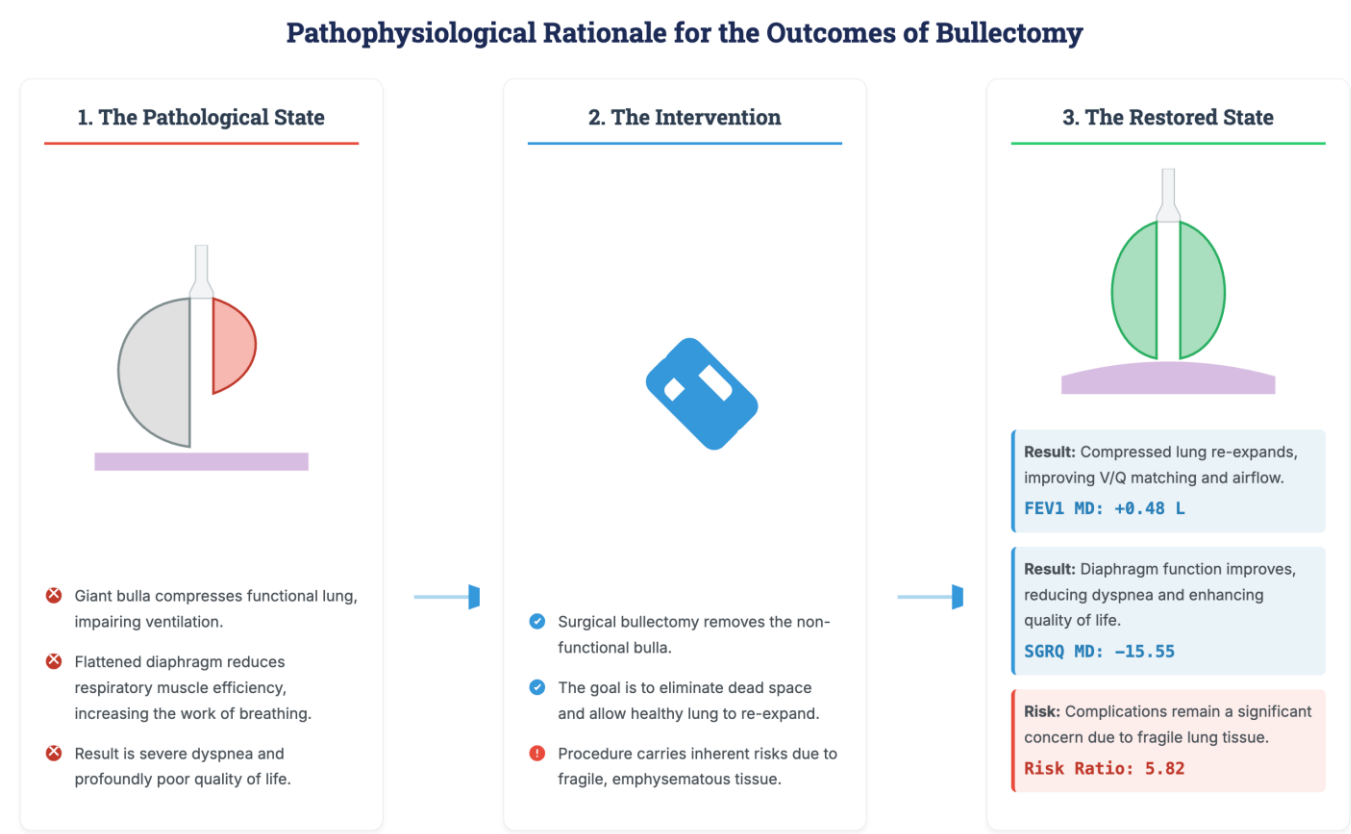 Pathophysiological Rationale for the Outcomes of Bullectomy
1. The Pathological State
Giant bulla compresses functional lung,
impairing ventilation.
Flattened diaphragm reduces
respiratory muscle efficiency,
increasing the work of breathing.
Result is severe dyspnea and
profoundly poor quality of life.
2. The Intervention
Surgical bullectomy removes the non-
functional bulla.
The goal is to eliminate dead space
and allow healthy lung to re-expand.
Procedure carries inherent risks due to
fragile, emphysematous tissue.
3. The Restored State
Result: Compressed lung re-expands,
improving V/Q matching and airflow.
FEV1 MD: +0.48 L
Result: Diaphragm function improves,
reducing dyspnea and enhancing
quality of life.
SGRQ MD: −15.55
Risk: Complications remain a significant
concern due to fragile lung tissue.
Risk Ratio: 5.82